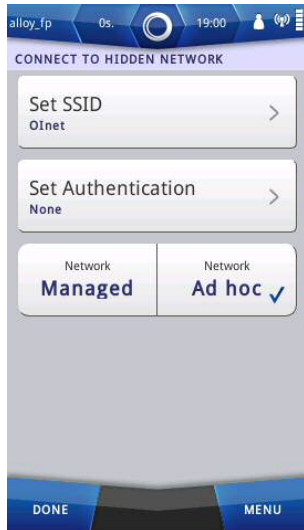 alloy_fp 0s. 19:00
CONNECT TO HIDDEN NETWORK
Set SSID
OInet
Set Authentication
None
Network
Managed
Network
Ad hoc
DONE MENU